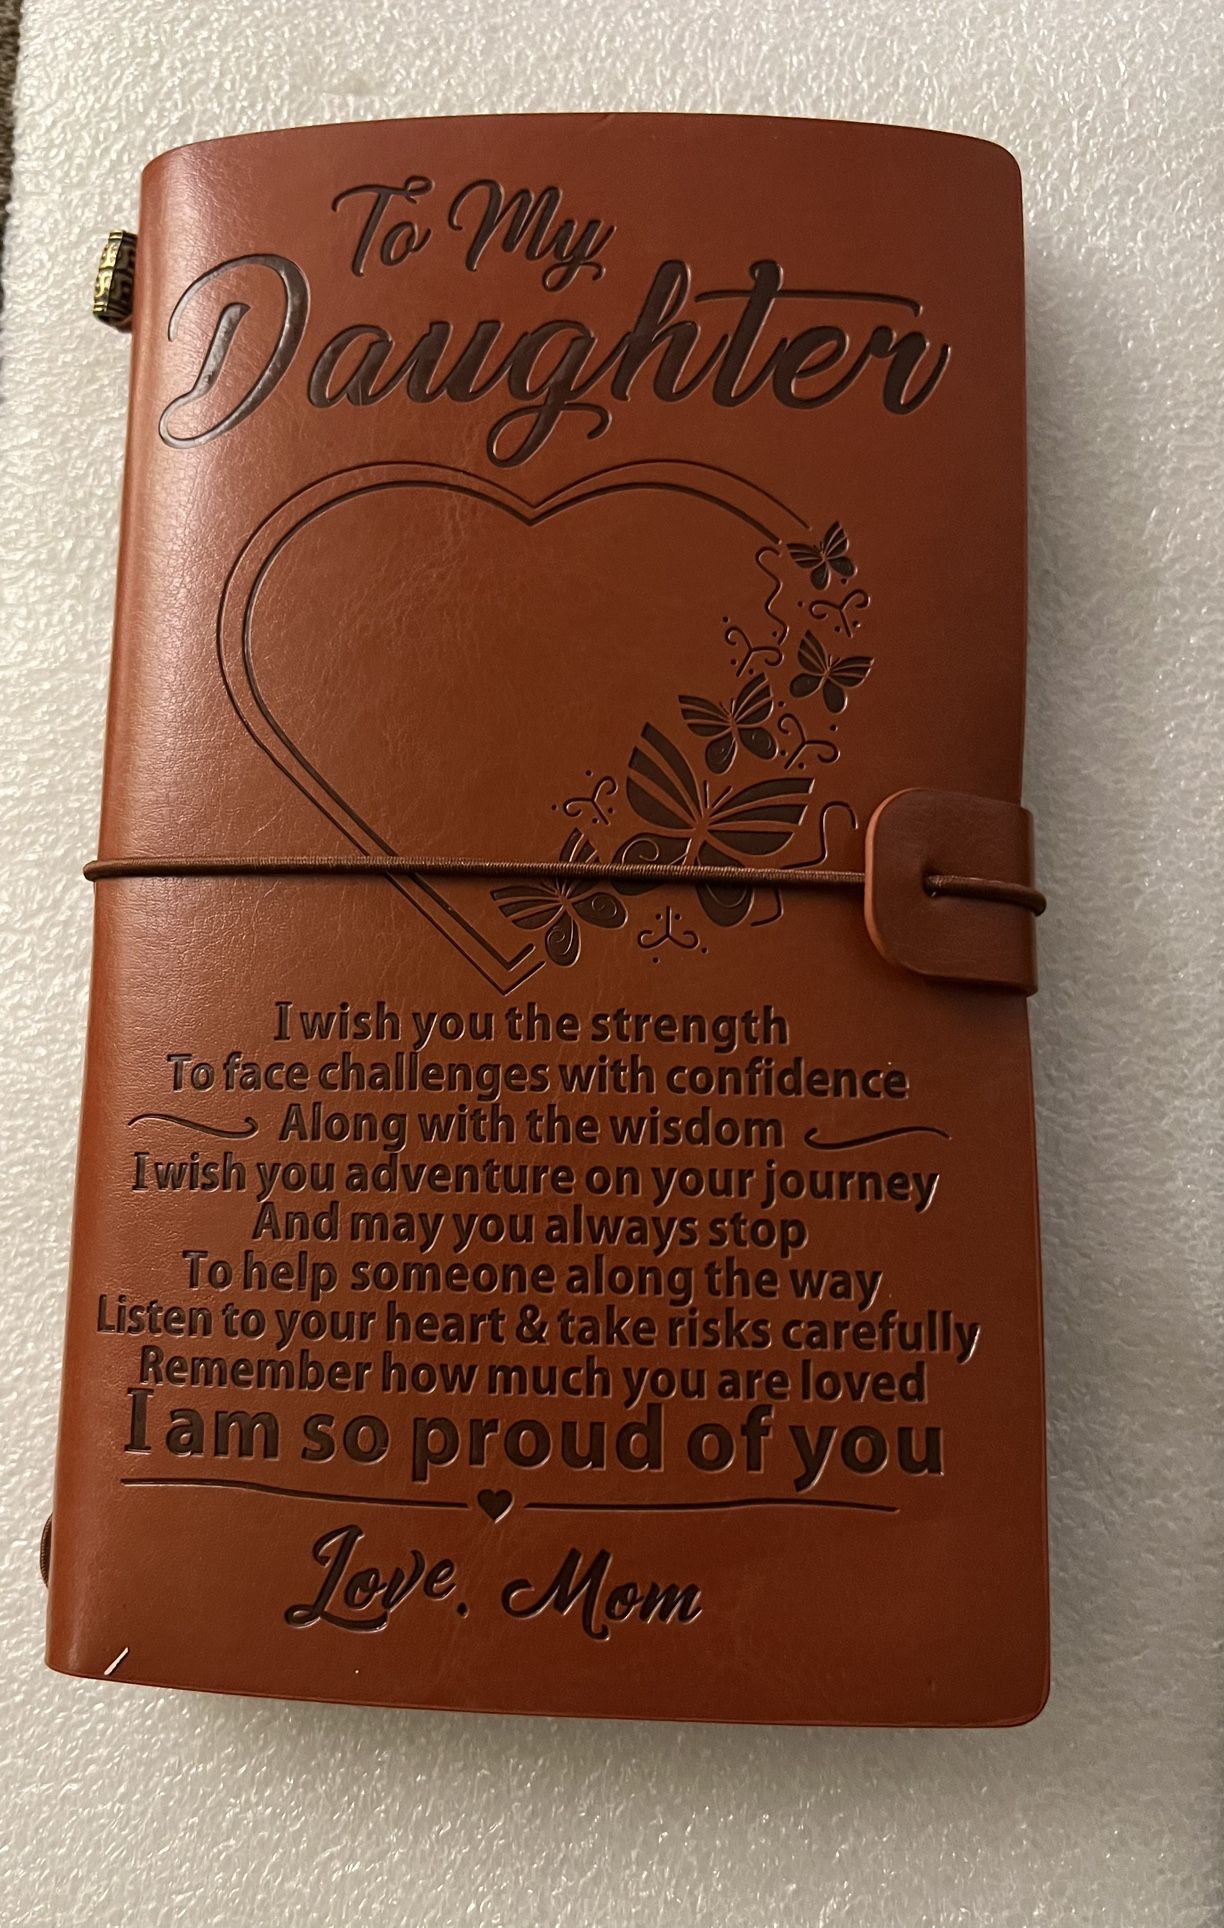 To My
Daughter
I wish you the strength
To face challenges with confidence
Along with the wisdom
I wish you adventure on your journey
And may you always stop
To help someone along the way
Listen to your heart & take risks carefully
Remember how much you are loved
I am so proud of you
Love. Mom